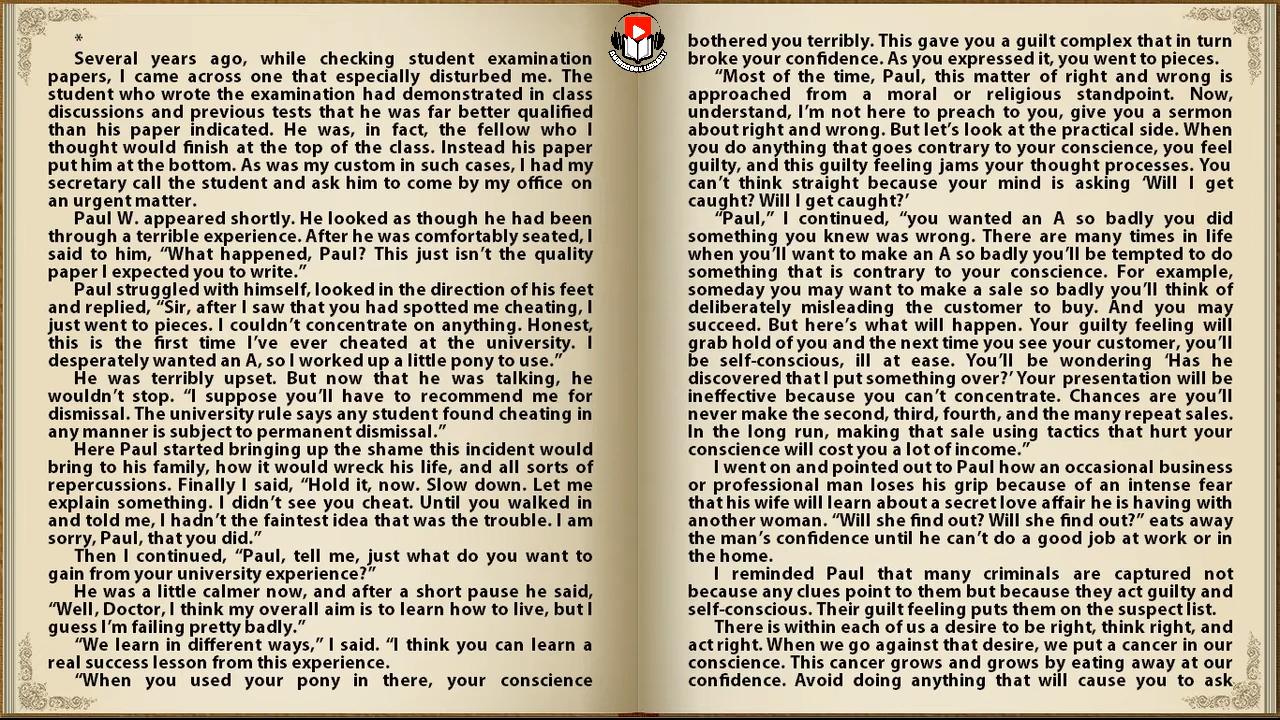 *
Several years ago, while checking student examination
papers, I came across one that especially disturbed me. The
student who wrote the examination had demonstrated in class
discussions and previous tests that he was far better qualified
than his paper indicated. He was, in fact, the fellow who I
thought would finish at the top of the class. Instead his paper
put him at the bottom. As was my custom in such cases, I had my
secretary call the student and ask him to come by my office on
an urgent matter.
Paul W. appeared shortly. He looked as though he had been
through a terrible experience. After he was comfortably seated, I
said to him, “What happened, Paul? This just isn’t the quality
paper I expected you to write.”
Paul struggled with himself, looked in the direction of his feet
and replied, “Sir, after I saw that you had spotted me cheating, I
just went to pieces. I couldn’t concentrate on anything. Honest,
this is the first time I’ve ever cheated at the university. I
desperately wanted an A, so I worked up a little pony to use.”
He was terribly upset. But now that he was talking, he
wouldn’t stop. “I suppose you’ll have to recommend me for
dismissal. The university rule says any student found cheating in
any manner is subject to permanent dismissal.”
Here Paul started bringing up the shame this incident would
bring to his family, how it would wreck his life, and all sorts of
repercussions. Finally I said, “Hold it, now. Slow down. Let me
explain something. I didn’t see you cheat. Until you walked in
and told me, I hadn’t the faintest idea that was the trouble. I am
sorry, Paul, that you did.”
Then I continued, “Paul, tell me, just what do you want to
gain from your university experience?”
He was a little calmer now, and after a short pause he said,
“Well, Doctor, I think my overall aim is to learn how to live, but I
guess I’m failing pretty badly.”
“We learn in different ways,” I said. “I think you can learn a
real success lesson from this experience.
“When you used your pony in there, your conscience
bothered you terribly. This gave you a guilt complex that in turn
broke your confidence. As you expressed it, you went to pieces.
“Most of the time, Paul, this matter of right and wrong is
approached from a moral or religious standpoint. Now,
understand, I’m not here to preach to you, give you a sermon
about right and wrong. But let’s look at the practical side. When
you do anything that goes contrary to your conscience, you feel
guilty, and this guilty feeling jams your thought processes. You
can’t think straight because your mind is asking ‘Will I get
caught? Will I get caught?’
“Paul,” I continued, “you wanted an A so badly you did
something you knew was wrong. There are many times in life
when you’ll want to make an A so badly you’ll be tempted to do
something that is contrary to your conscience. For example,
someday you may want to make a sale so badly you’ll think of
deliberately misleading the customer to buy. And you may
succeed. But here’s what will happen. Your guilty feeling will
grab hold of you and the next time you see your customer, you’ll
be self-conscious, ill at ease. You’ll be wondering ‘Has he
discovered that I put something over?’ Your presentation will be
ineffective because you can’t concentrate. Chances are you’ll
never make the second, third, fourth, and the many repeat sales.
In the long run, making that sale using tactics that hurt your
conscience will cost you a lot of income.”
I went on and pointed out to Paul how an occasional business
or professional man loses his grip because of an intense fear
that his wife will learn about a secret love affair he is having with
another woman. “Will she find out? Will she find out?” eats away
the man’s confidence until he can’t do a good job at work or in
the home.
I reminded Paul that many criminals are captured not
because any clues point to them but because they act guilty and
self-conscious. Their guilt feeling puts them on the suspect list.
There is within each of us a desire to be right, think right, and
act right. When we go against that desire, we put a cancer in our
conscience. This cancer grows and grows by eating away at our
confidence. Avoid doing anything that will cause you to ask